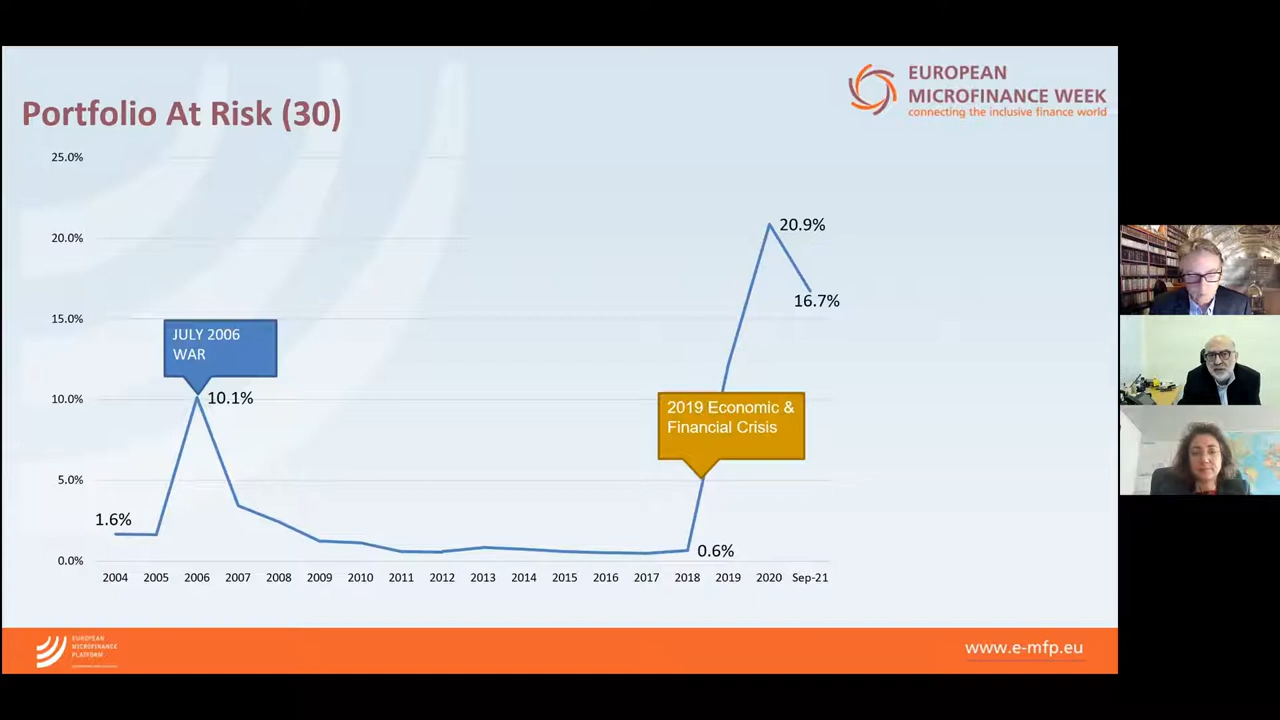 EUROPEAN
MICROFINANCE WEEK
connecting the inclusive finance world
Portfolio At Risk (30)
25.0%
20.0%
15.0%
10.0%
5.0%
0.0%
JULY 2006
WAR
10.1%
1.6%
2019 Economic &
Financial Crisis
0.6%
20.9%
16.7%
2004 2005 2006 2007 2008 2009 2010 2011 2012 2013 2014 2015 2016 2017 2018 2019 2020 Sep-21
EUROPEAN
MICROFINANCE
PLATFORM
www.e-mfp.eu